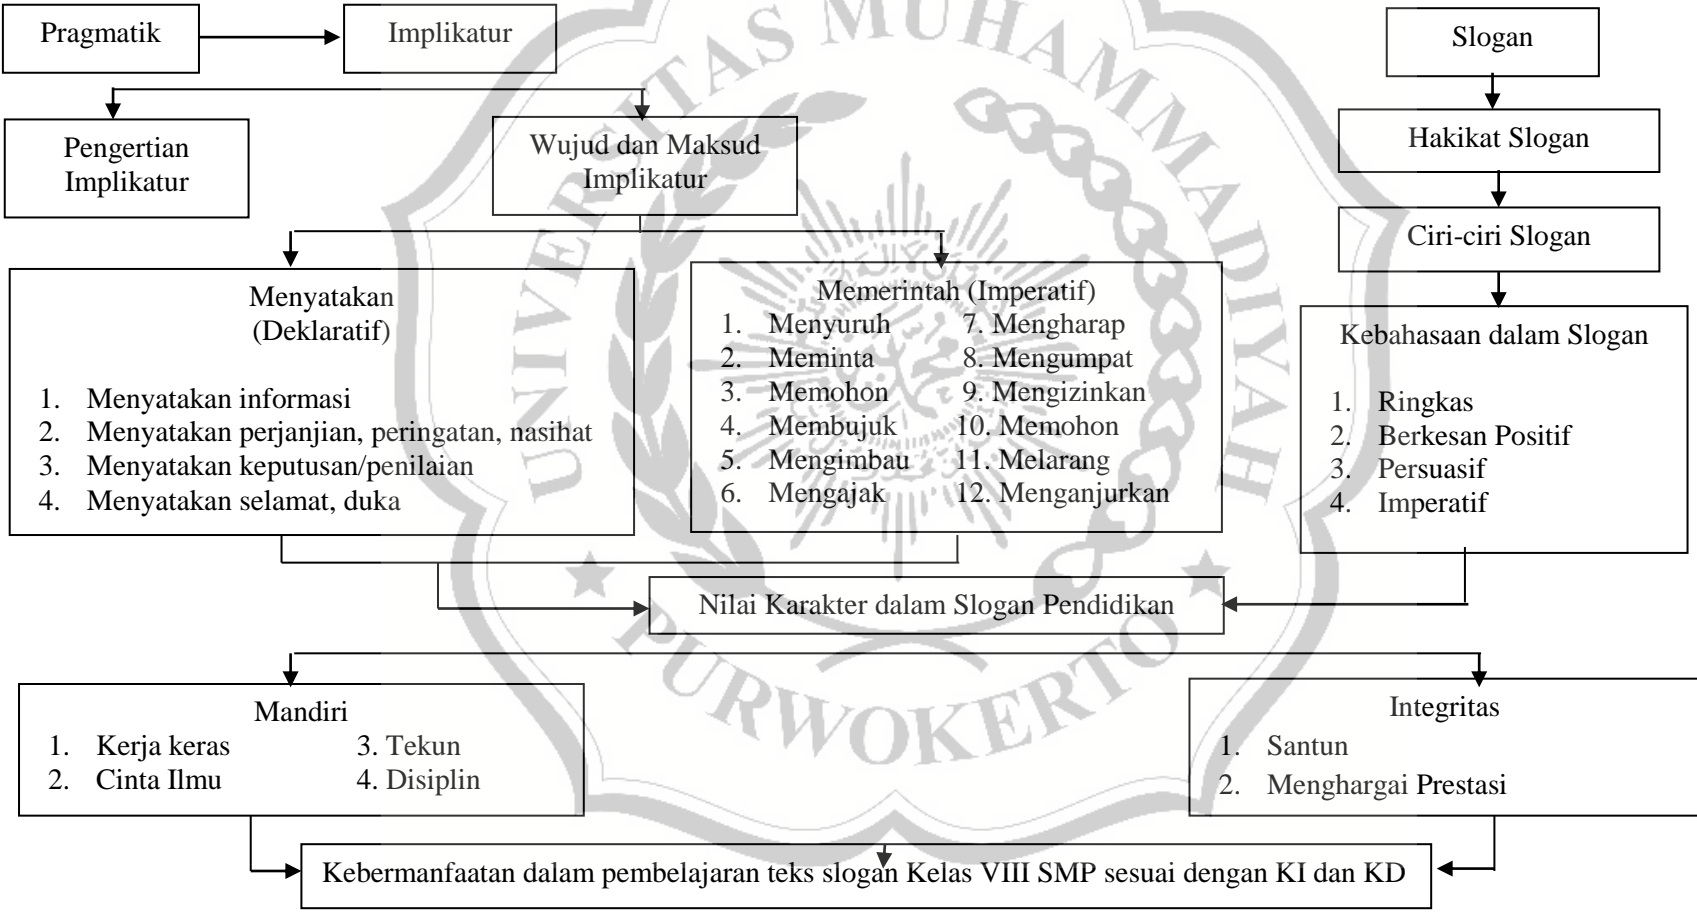 Pragmatik
Implikatur
Slogan
Pengertian
Implikatur
Wujud dan Maksud
Implikatur
Hakikat Slogan
Ciri-ciri Slogan
Menyatakan
(Deklaratif)
1. Menyatakan informasi
2. Menyatakan perjanjian, peringatan, nasihat
3. Menyatakan keputusan/penilaian
4. Menyatakan selamat, duka
Memerintah (Imperatif)
1. Menyuruh 7. Mengharap
2. Meminta 8. Mengumpat
3. Memohon 9. Mengizinkan
4. Membujuk 10. Memohon
5. Mengimbau 11. Melarang
6. Mengajak 12. Menganjurkan
Kebahasaan dalam Slogan
1. Ringkas
2. Berkesan Positif
3. Persuasif
4. Imperatif
Nilai Karakter dalam Slogan Pendidikan
Mandiri
1. Kerja keras 3. Tekun
2. Cinta Ilmu 4. Disiplin
Integritas
1. Santun
2. Menghargai Prestasi
Kebermanfaatan dalam pembelajaran teks slogan Kelas VIII SMP sesuai dengan KI dan KD
UNIVERSITAS MUHAMMADIYAH
PURWOKERTO